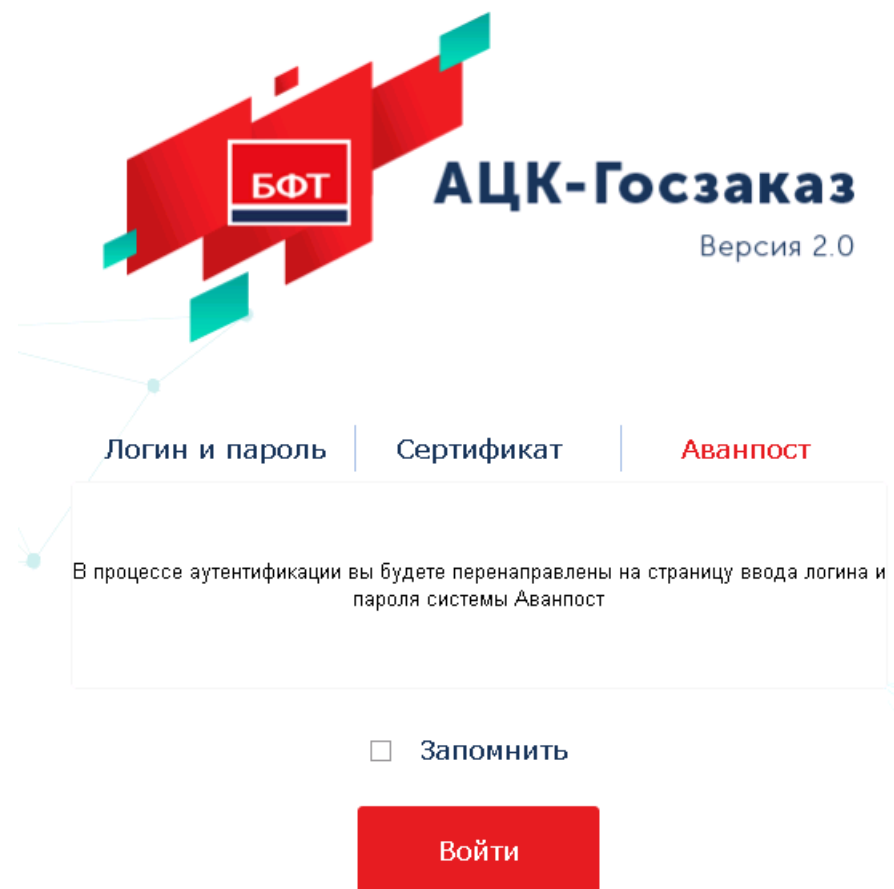 БФТ
АЦК-Госзаказ
Версия 2.0
Логин и пароль
Сертификат
Аванпост
В процессе аутентификации вы будете перенаправлены на страницу ввода логина и
пароля системы Аванпост
Запомнить
Войти